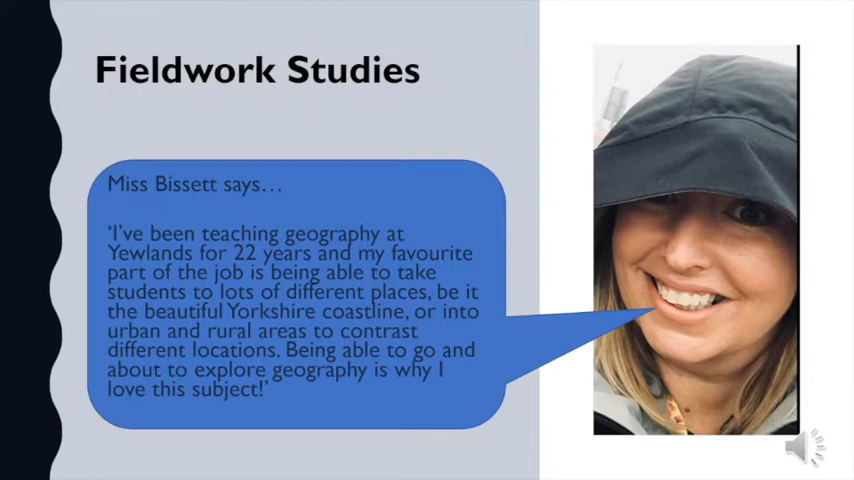 Fieldwork Studies
Miss Bissett says…
‘I’ve been teaching geography at
Yewlands for 22 years and my favourite
part of the job is being able to take
students to lots of different places, be it
the beautiful Yorkshire coastline, or into
urban and rural areas to contrast
different locations. Being able to go and
about to explore geography is why I
love this subject!’